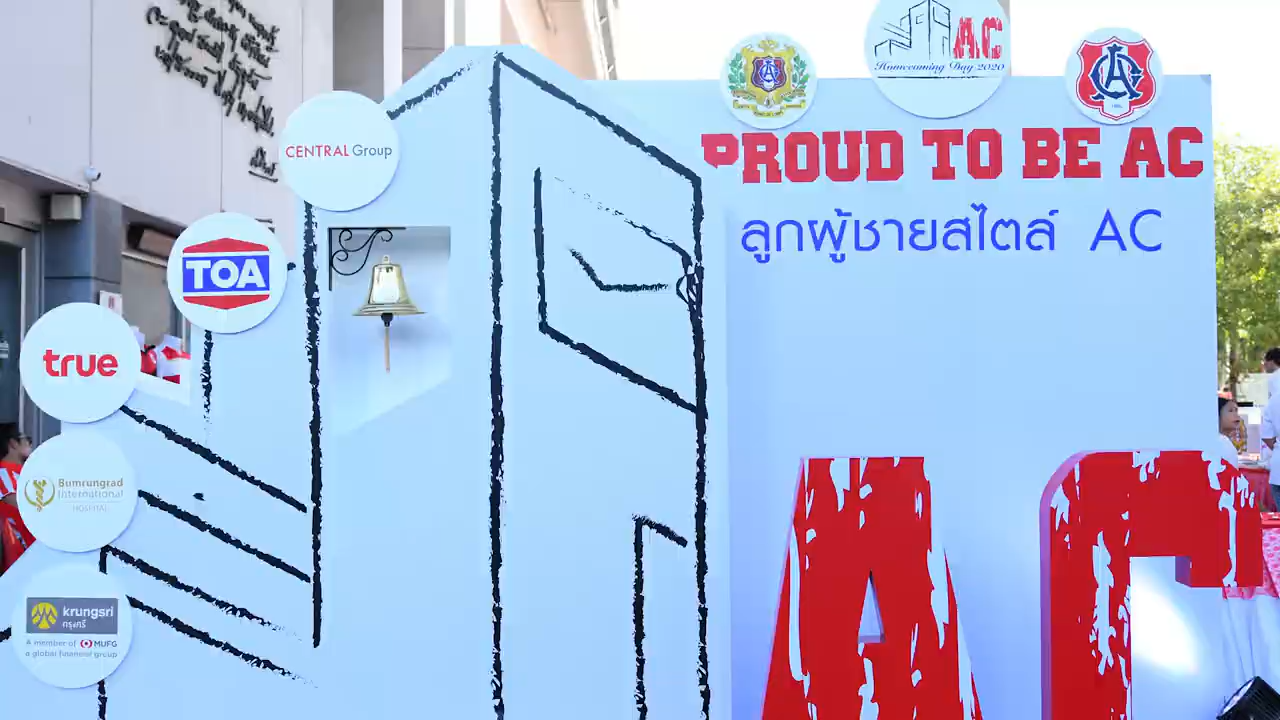 CENTRAL Group
TOA
true
Bumrungrad
International
HOSPITAL
krungsri
กรุงศรี
A member of MUFG
a global financial group
AC
Homecoming Day 2020
PROUD TO BE AC
ลูกผู้ชายสไตล์ AC
AC